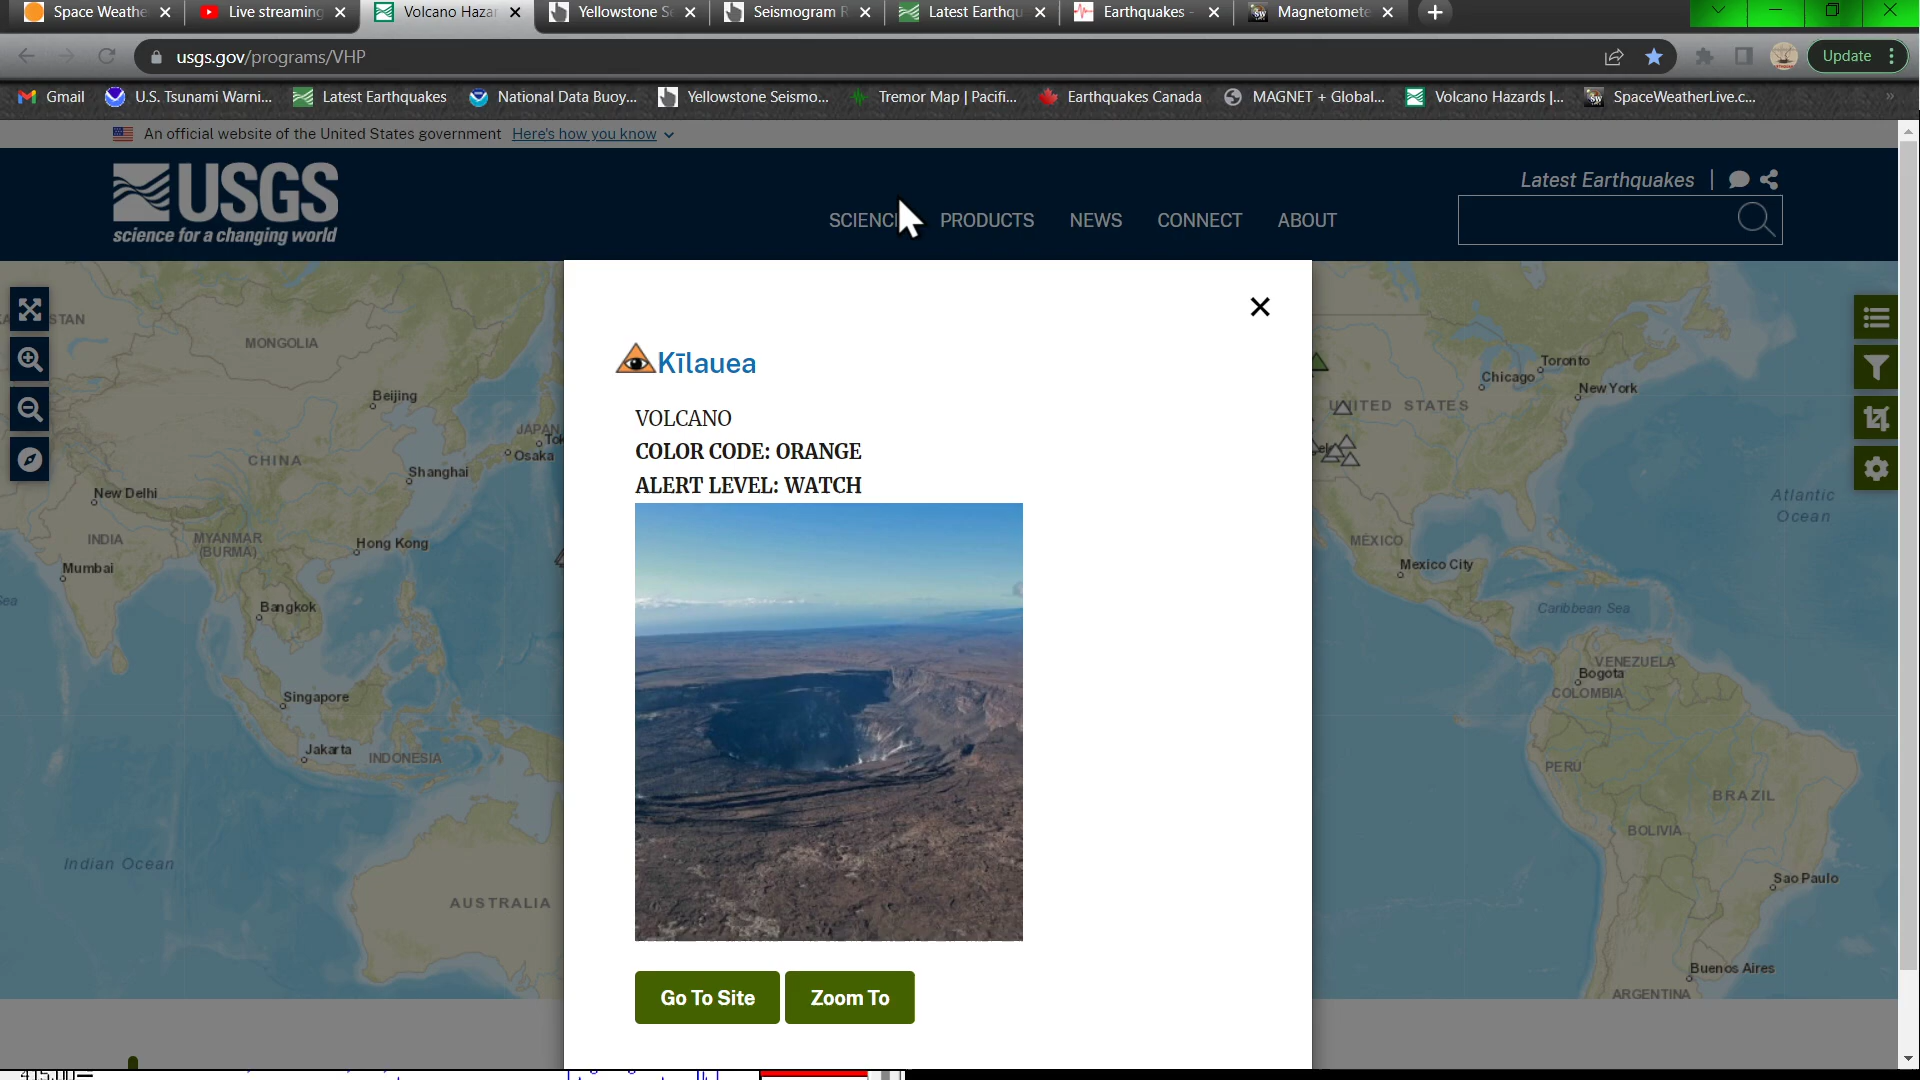 Space Weathe
Live streaming
Volcano Hazar
Yellowstone Se
Seismogram R
Latest Earthqu
Earthquakes -
Magnetomete
usgs.gov/programs/VHP
Update
Gmail
U.S. Tsunami Warni...
Latest Earthquakes
National Data Buoy...
Yellowstone Seismo...
Tremor Map | Pacifi...
Earthquakes Canada
MAGNET + Global...
Volcano Hazards |...
SpaceWeatherLive.c...
An official website of the United States government Here's how you know
USGS
science for a changing world
Latest Earthquakes
SCIENC
PRODUCTS
NEWS
CONNECT
ABOUT
Kīlauea
VOLCANO
COLOR CODE: ORANGE
ALERT LEVEL: WATCH
Go To Site
Zoom To
STAN
MONGOLIA
Beijing
JAPAN
Osaka
CHINA
Shanghai
New Delhi
INDIA
MYANMAR
(BURMA)
Hong Kong
Mumbai
Bangkok
Singapore
Jakarta
INDONESIA
Indian Ocean
AUSTRALIA
Toronto
Chicago
New York
UNITED STATES
Atlantic
Ocean
MÉXICO
Mexico City
Caribbean Sea
VENEZUELA
Bogota
COLOMBIA
PERÚ
BRAZIL
BOLIVIA
Sao Paulo
Buenos Aires
ARGENTINA